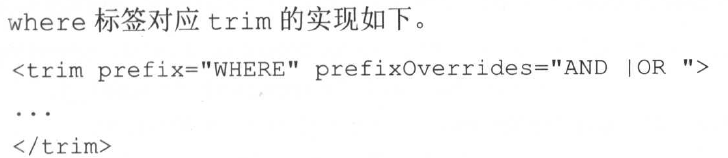 where 标签对应 trim 的实现如下。
<trim prefix="WHERE" prefixOverrides="AND |OR ">
...
</trim>